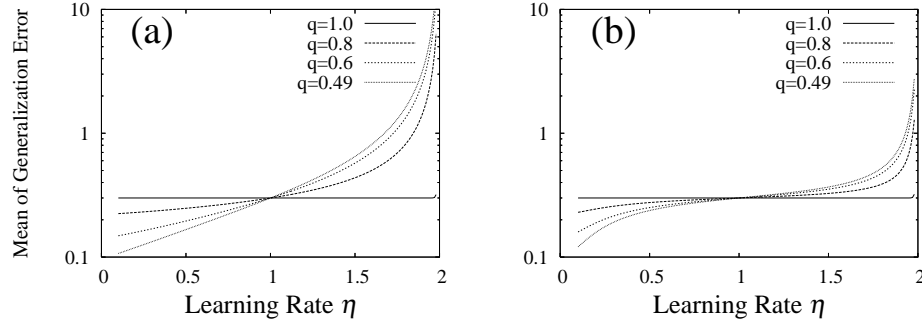 Mean of Generalization Error
(a)
q=1.0
q=0.8
q=0.6
q=0.49
10
1
0.1
0 0.5 1 1.5 2
Learning Rate η
(b)
q=1.0
q=0.8
q=0.6
q=0.49
10
1
0.1
0 0.5 1 1.5 2
Learning Rate η